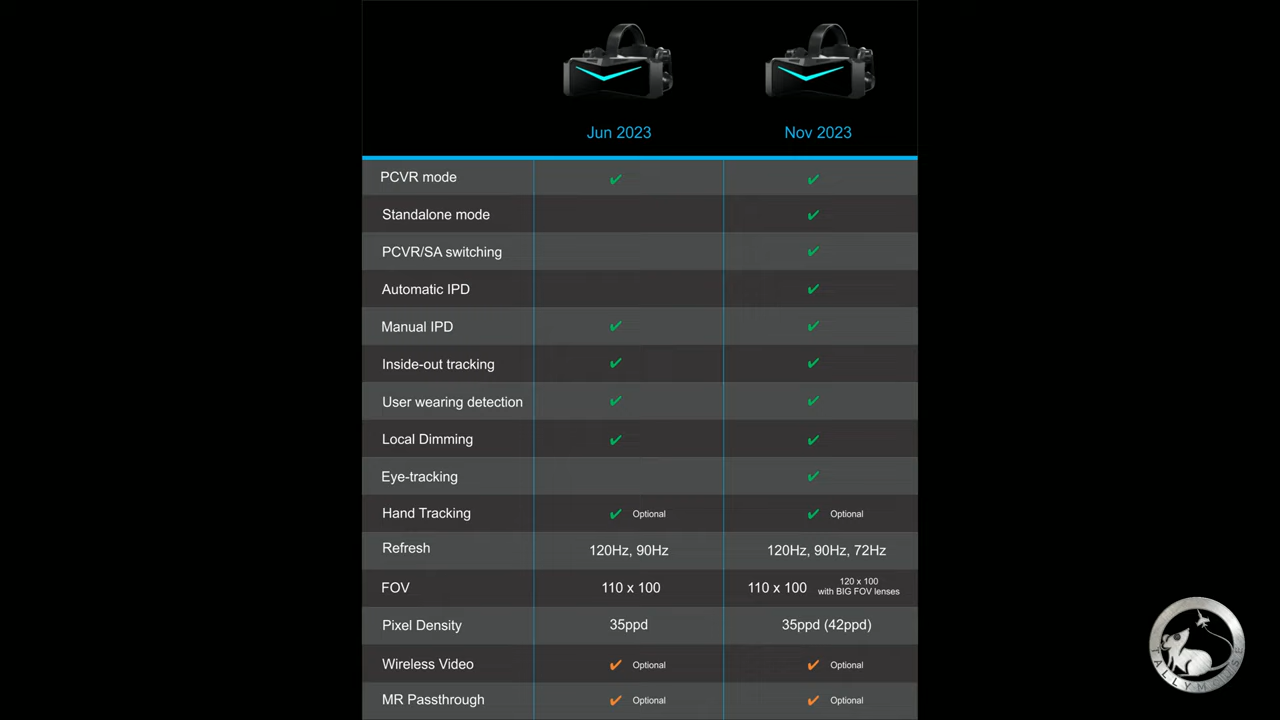 Jun 2023 Nov 2023
PCVR mode ✔ ✔
Standalone mode ✔
PCVR/SA switching ✔
Automatic IPD ✔
Manual IPD ✔ ✔
Inside-out tracking ✔ ✔
User wearing detection ✔ ✔
Local Dimming ✔ ✔
Eye-tracking ✔
Hand Tracking ✔ Optional ✔ Optional
Refresh 120Hz, 90Hz 120Hz, 90Hz, 72Hz
FOV 110 x 100 110 x 100 120 x 100
with BIG FOV lenses
Pixel Density 35ppd 35ppd (42ppd)
Wireless Video ✔ Optional ✔ Optional
MR Passthrough ✔ Optional ✔ Optional
TALLYMOUSE